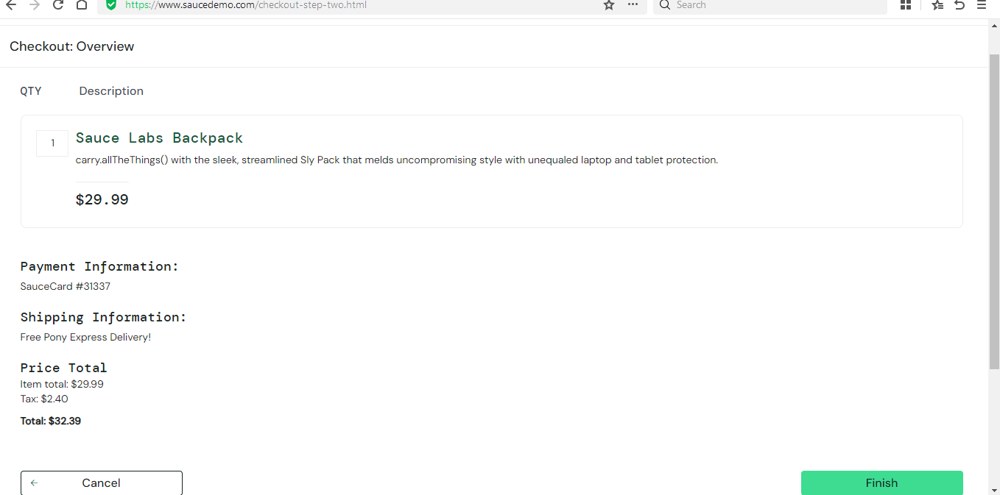 https://www.saucedemo.com/checkout-step-two.html
Search
Checkout: Overview
QTY Description
1 Sauce Labs Backpack
carry.allTheThings() with the sleek, streamlined Sly Pack that melds uncompromising style with unequaled laptop and tablet protection.
$29.99
Payment Information:
SauceCard #31337
Shipping Information:
Free Pony Express Delivery!
Price Total
Item total: $29.99
Tax: $2.40
Total: $32.39
Cancel Finish